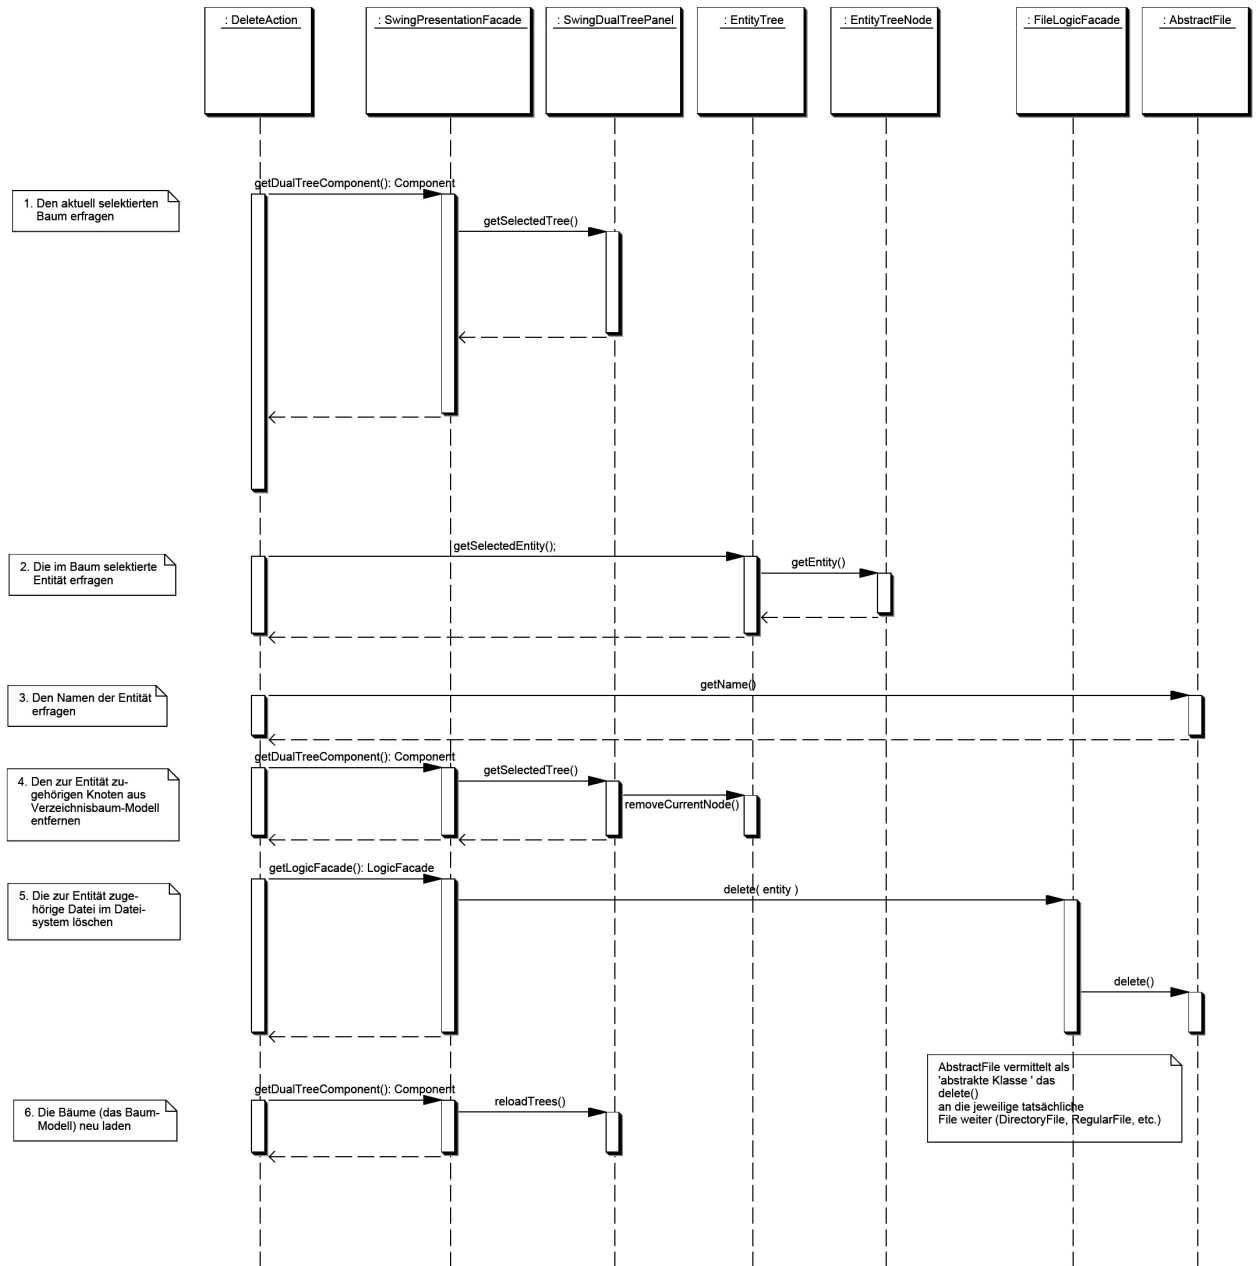 : DeleteAction
: SwingPresentationFacade
: SwingDualTreePanel
: EntityTree
: EntityTreeNode
: FileLogicFacade
: AbstractFile
getDualTreeComponent(): Component
1. Den aktuell selektierten
Baum erfragen
getSelectedTree()
getSelectedEntity();
2. Die im Baum selektierte
Entität erfragen
getEntity()
3. Den Namen der Entität
erfragen
getName()
getDualTreeComponent(): Component
4. Den zur Entität zu-
gehörigen Knoten aus
Verzeichnisbaum-Modell
entfernen
getSelectedTree()
removeCurrentNode()
getLogicFacade(): LogicFacade
5. Die zur Entität zuge-
hörige Datei im Datei-
system löschen
delete( entity )
delete()
AbstractFile vermittelt als
'abstrakte Klasse ' das
delete()
an die jeweilige tatsächliche
File weiter (DirectoryFile, RegularFile, etc.)
getDualTreeComponent(): Component
6. Die Bäume (das Baum-
Modell) neu laden
reloadTrees()